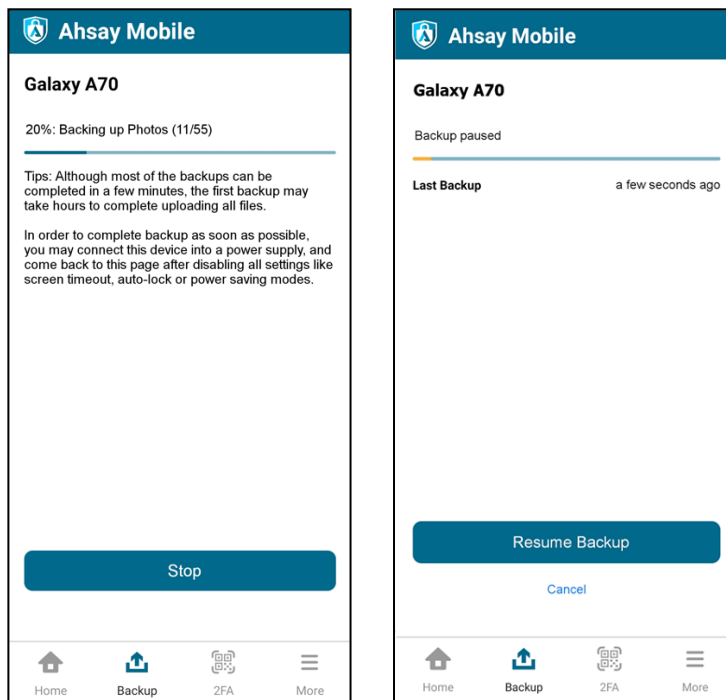 Ahsay Mobile
Galaxy A70
20%: Backing up Photos (11/55)
Tips: Although most of the backups can be
completed in a few minutes, the first backup may
take hours to complete uploading all files.
In order to complete backup as soon as possible,
you may connect this device into a power supply, and
come back to this page after disabling all settings like
screen timeout, auto-lock or power saving modes.
Stop
Home Backup 2FA More
Ahsay Mobile
Galaxy A70
Backup paused
Last Backup a few seconds ago
Resume Backup
Cancel
Home Backup 2FA More